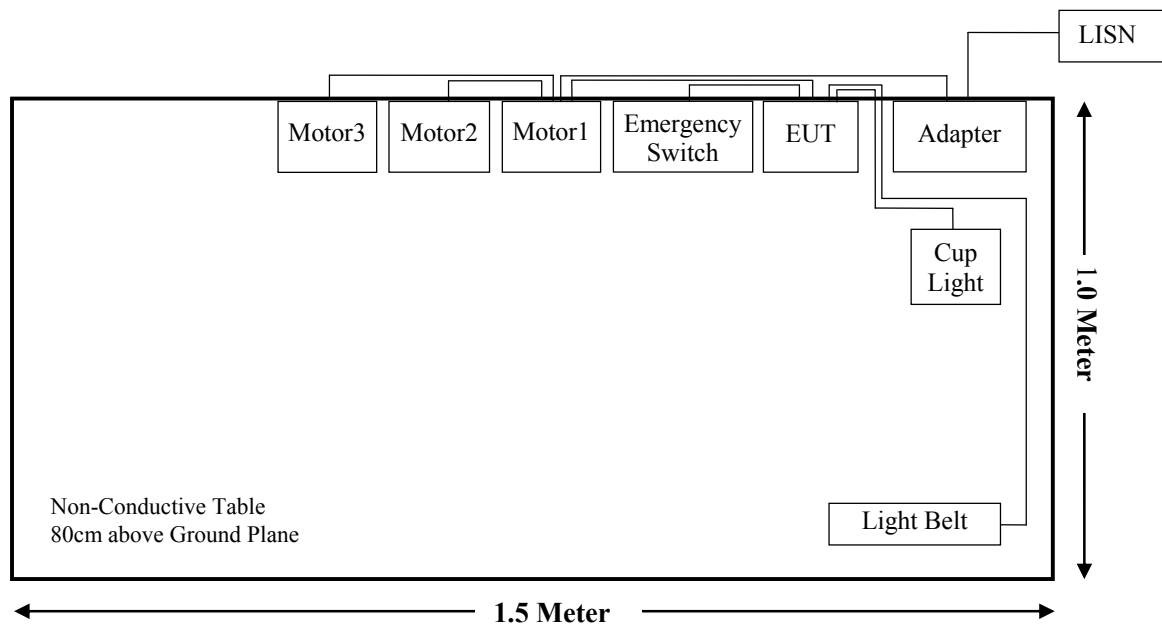 LISN
Motor3
Motor2
Motor1
Emergency
Switch
EUT
Adapter
Cup
Light
1.0 Meter
Non-Conductive Table
80cm above Ground Plane
Light Belt
1.5 Meter